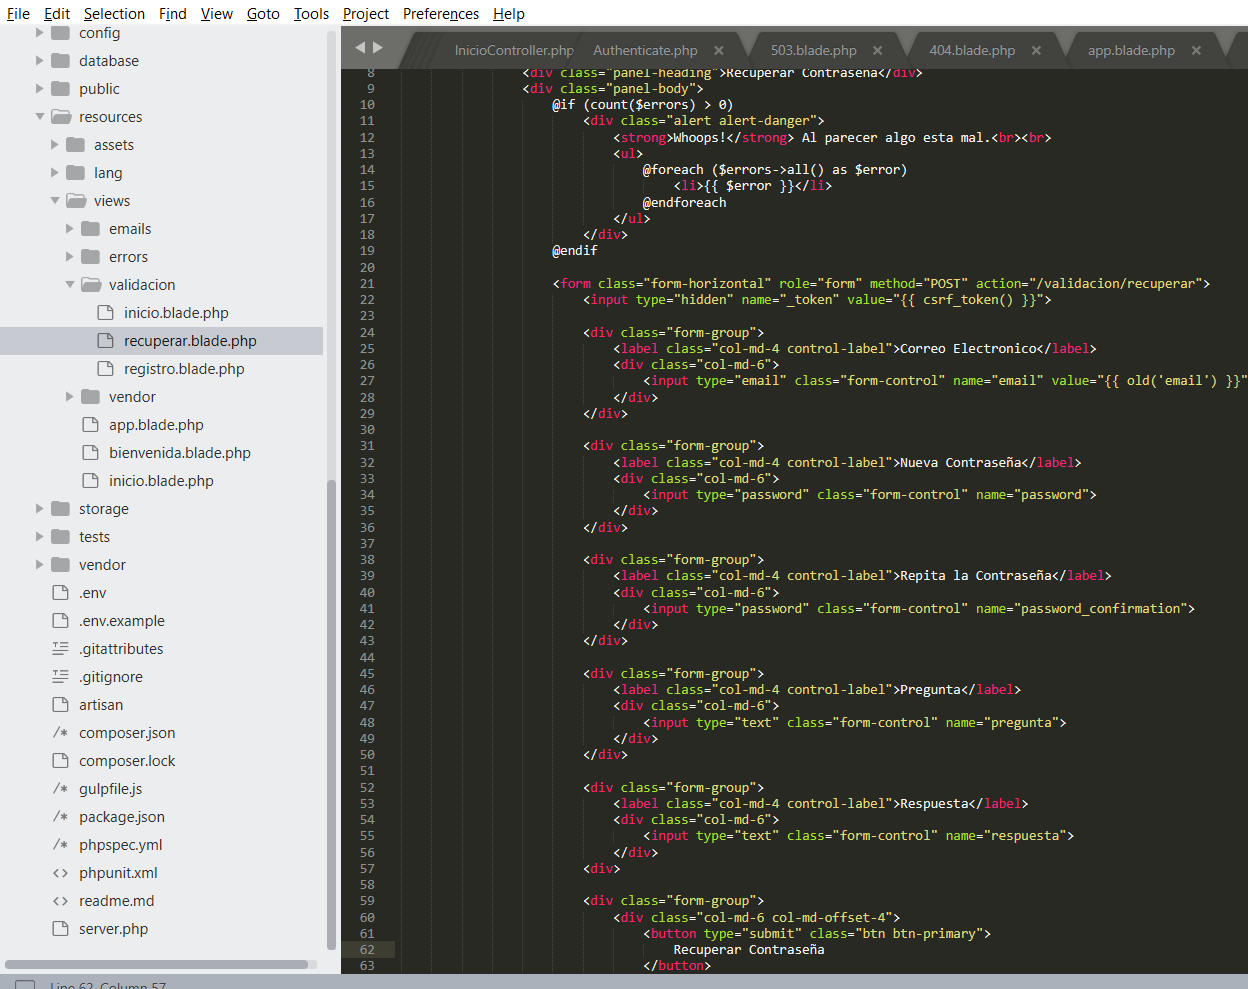 File Edit Selection Find View Goto Tools Project Preferences Help
config
database
public
resources
assets
lang
views
emails
errors
validacion
inicio.blade.php
recuperar.blade.php
registro.blade.php
vendor
app.blade.php
bienvenida.blade.php
inicio.blade.php
storage
tests
vendor
.env
.env.example
.gitattributes
.gitignore
artisan
composer.json
composer.lock
gulpfile.js
package.json
phpspec.yml
phpunit.xml
readme.md
server.php
InicioController.php Authenticate.php × 503.blade.php × 404.blade.php × app.blade.php ×
8 <div class="panel-heading">Recuperar Contraseña</div>
9 <div class="panel-body">
10 @if (count($errors) > 0)
11 <div class="alert alert-danger">
12 <strong>Whoops!</strong> Al parecer algo esta mal.<br><br>
13 <ul>
14 @foreach ($errors->all() as $error)
15 <li>{{ $error }}</li>
16 @endforeach
17 </ul>
18 </div>
19 @endif
20
21 <form class="form-horizontal" role="form" method="POST" action="/validacion/recuperar">
22 <input type="hidden" name="_token" value="{{ csrf_token() }}">
23
24 <div class="form-group">
25 <label class="col-md-4 control-label">Correo Electronico</label>
26 <div class="col-md-6">
27 <input type="email" class="form-control" name="email" value="{{ old('email') }}"
28 </div>
29 </div>
30
31 <div class="form-group">
32 <label class="col-md-4 control-label">Nueva Contraseña</label>
33 <div class="col-md-6">
34 <input type="password" class="form-control" name="password">
35 </div>
36 </div>
37
38 <div class="form-group">
39 <label class="col-md-4 control-label">Repita la Contraseña</label>
40 <div class="col-md-6">
41 <input type="password" class="form-control" name="password_confirmation">
42 </div>
43 </div>
44
45 <div class="form-group">
46 <label class="col-md-4 control-label">Pregunta</label>
47 <div class="col-md-6">
48 <input type="text" class="form-control" name="pregunta">
49 </div>
50 </div>
51
52 <div class="form-group">
53 <label class="col-md-4 control-label">Respuesta</label>
54 <div class="col-md-6">
55 <input type="text" class="form-control" name="respuesta">
56 </div>
57 <div>
58
59 <div class="form-group">
60 <div class="col-md-6 col-md-offset-4">
61 <button type="submit" class="btn btn-primary">
62 Recuperar Contraseña
63 </button>
Line 62, Column 57